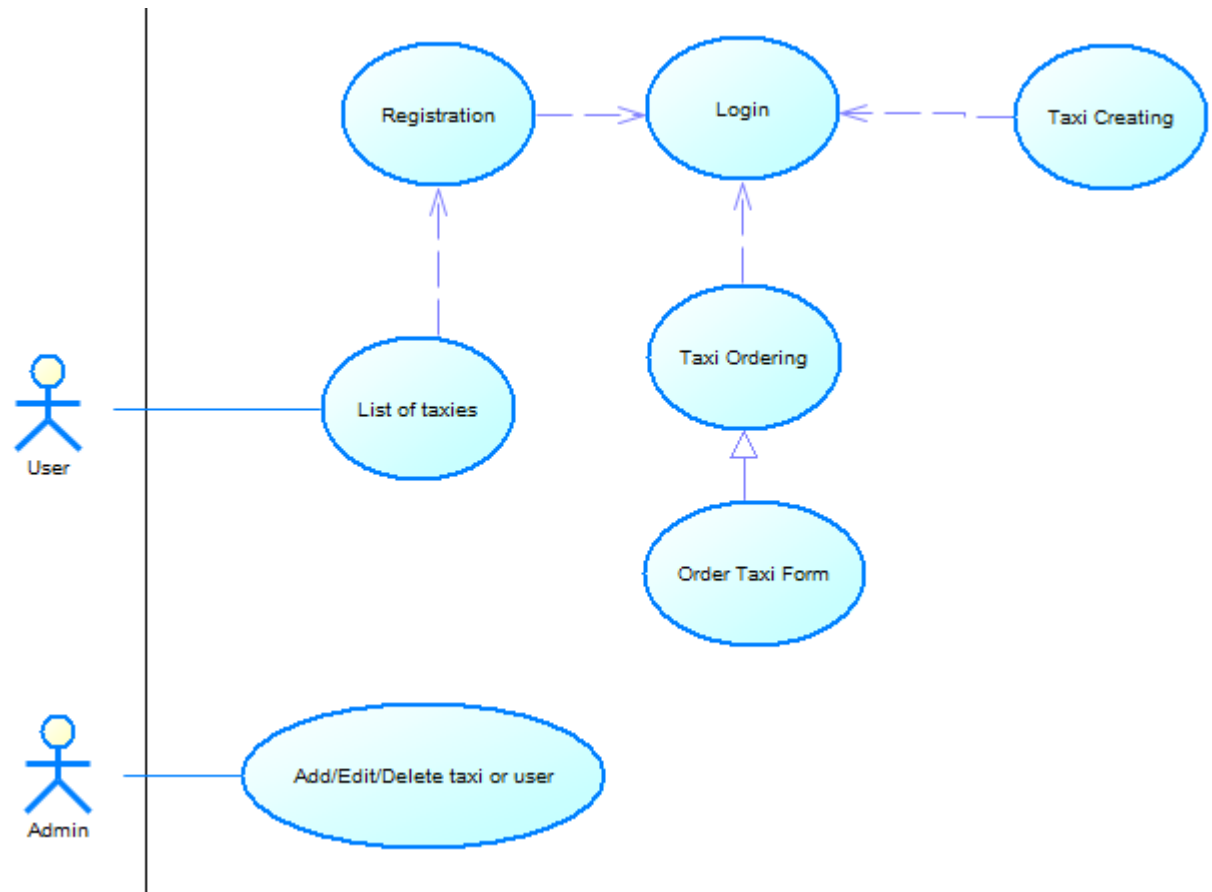 Registration
Login
Taxi Creating
Taxi Ordering
List of taxies
User
Order Taxi Form
Add/Edit/Delete taxi or user
Admin